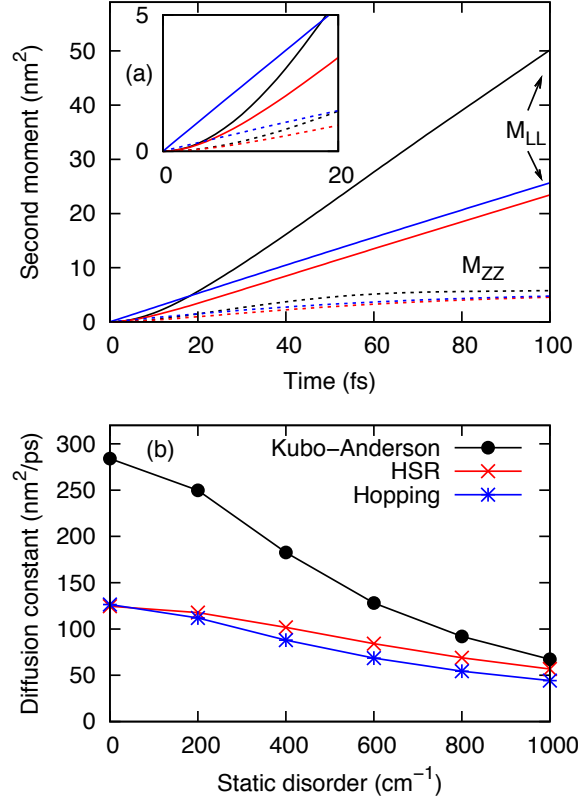 Second moment (nm²)
50
40
30
20
10
0
(a)
5
0
0
20
M_LL
M_ZZ
0
20
40
60
80
100
Time (fs)
Diffusion constant (nm²/ps)
300
250
200
150
100
50
0
(b)
Kubo−Anderson
HSR
Hopping
0
200
400
600
800
1000
Static disorder (cm⁻¹)